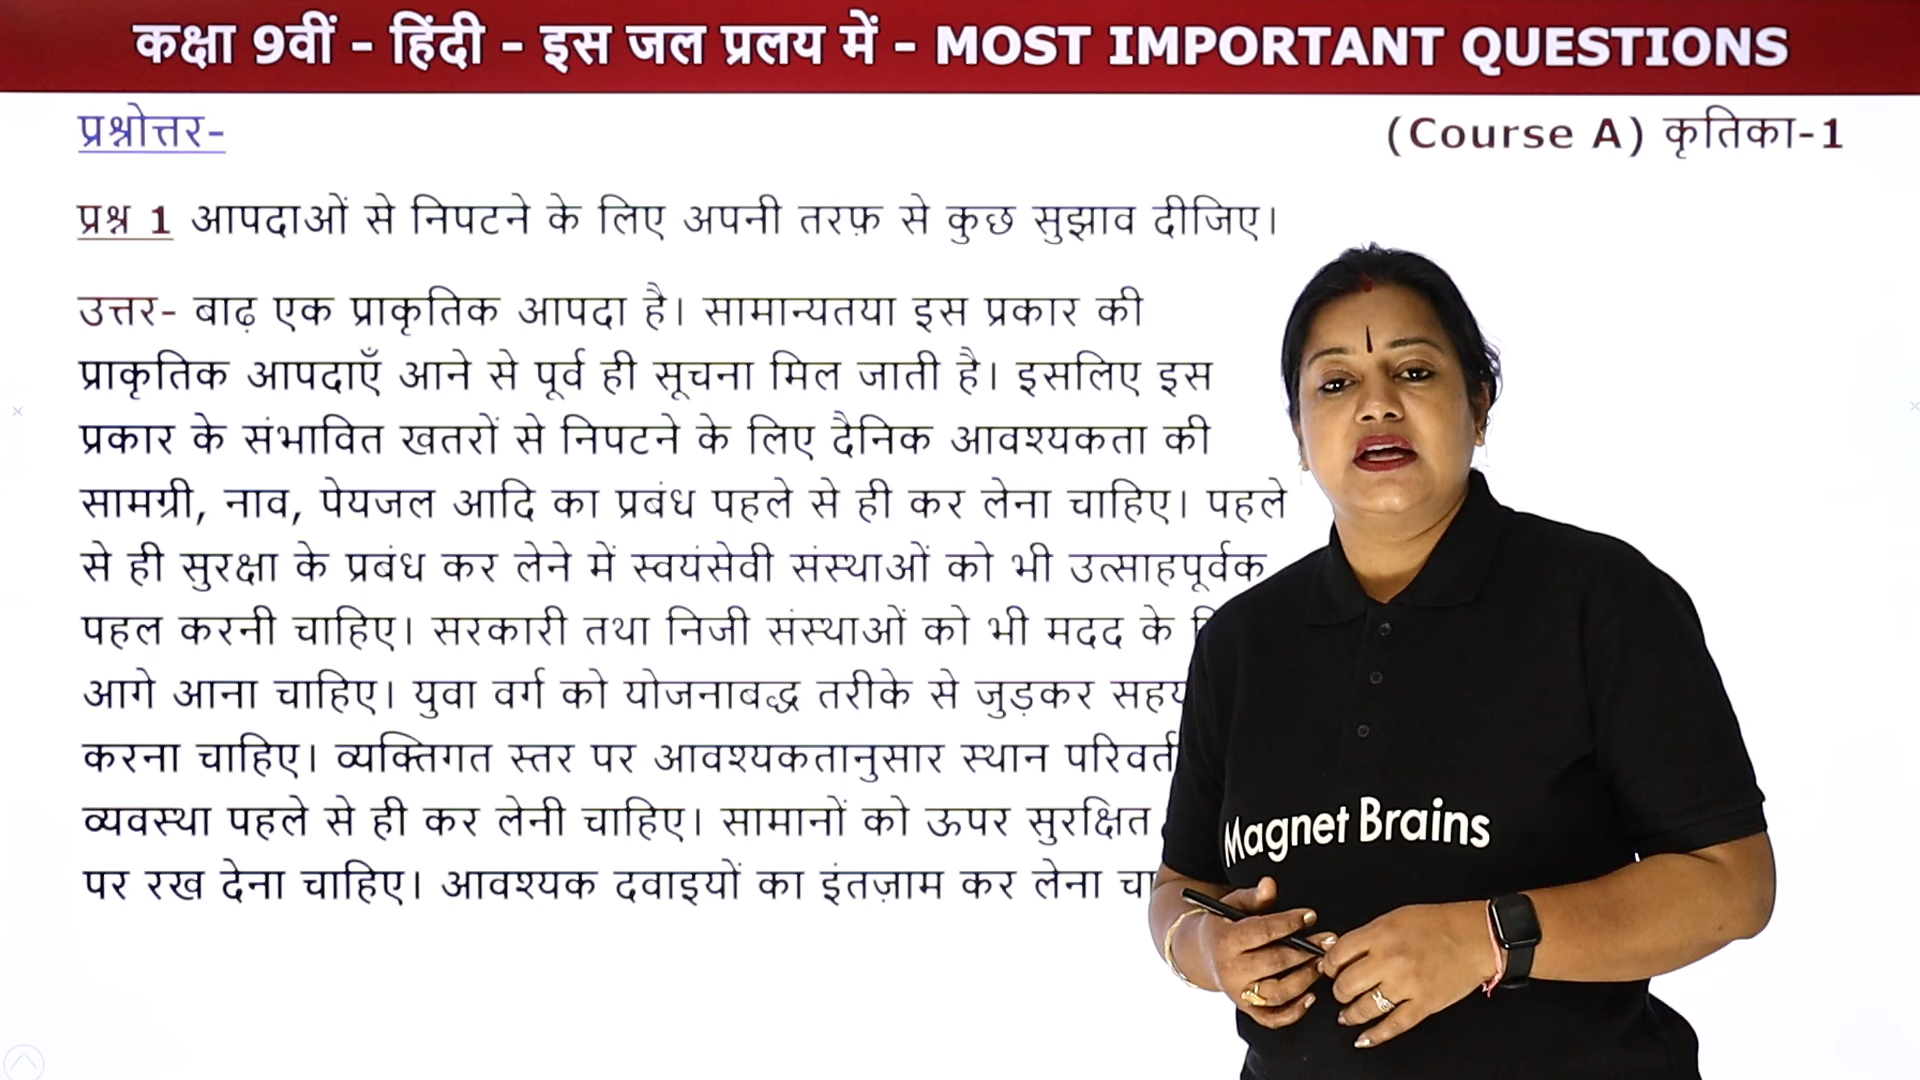 कक्षा 9वीं - हिंदी - इस जल प्रलय में - MOST IMPORTANT QUESTIONS
प्रश्नोत्तर-
(Course A) कृतिका-1
प्रश्न 1 आपदाओं से निपटने के लिए अपनी तरफ़ से कुछ सुझाव दीजिए।
उत्तर- बाढ़ एक प्राकृतिक आपदा है। सामान्यतया इस प्रकार की
प्राकृतिक आपदाएँ आने से पूर्व ही सूचना मिल जाती है। इसलिए इस
प्रकार के संभावित खतरों से निपटने के लिए दैनिक आवश्यकता की
सामग्री, नाव, पेयजल आदि का प्रबंध पहले से ही कर लेना चाहिए। पहले
से ही सुरक्षा के प्रबंध कर लेने में स्वयंसेवी संस्थाओं को भी उत्साहपूर्वक
पहल करनी चाहिए। सरकारी तथा निजी संस्थाओं को भी मदद के
आगे आना चाहिए। युवा वर्ग को योजनाबद्ध तरीके से जुड़कर
करना चाहिए। व्यक्तिगत स्तर पर आवश्यकतानुसार स्थान
व्यवस्था पहले से ही कर लेनी चाहिए। सामानों को ऊपर सुरक्षित
पर रख देना चाहिए। आवश्यक दवाइयों का इंतज़ाम कर लेना
Magnet Brains